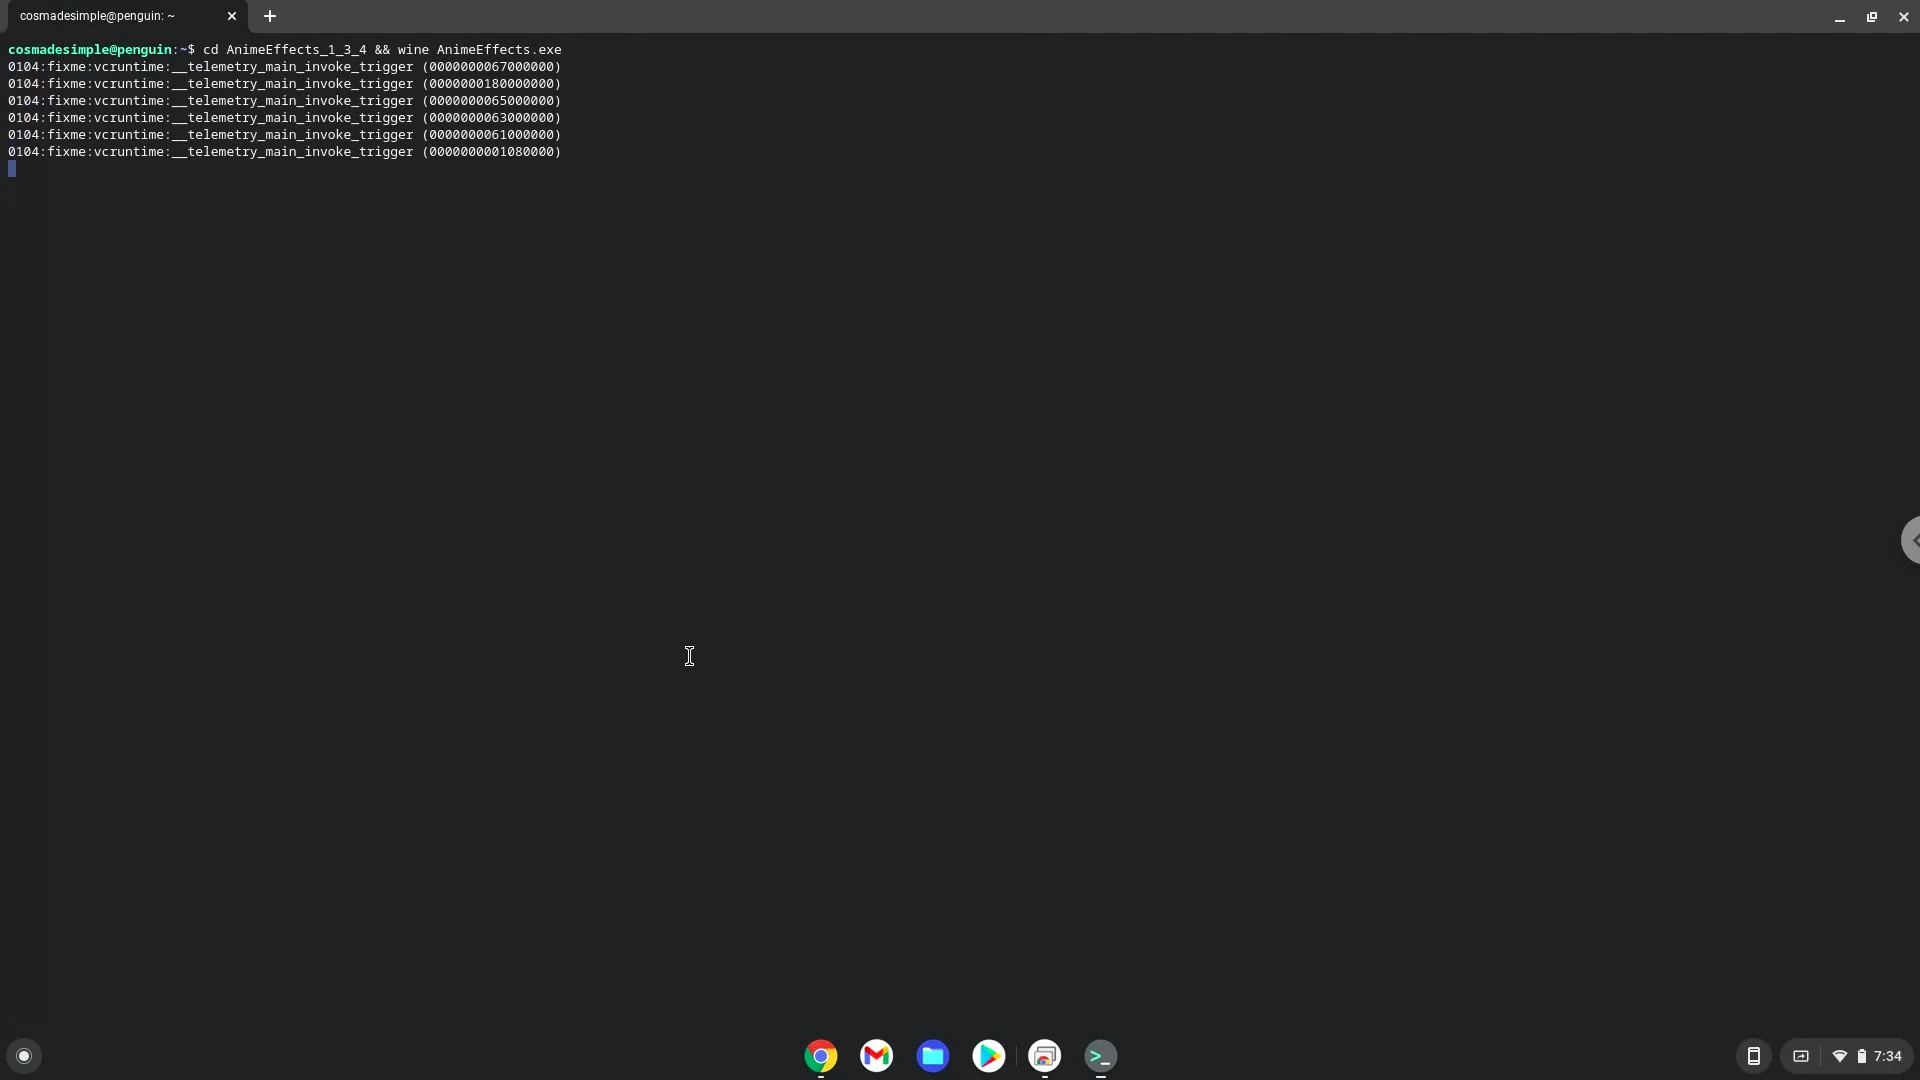 cosmadesimple@penguin: ~
cosmadesimple@penguin:~$ cd AnimeEffects_1_3_4 && wine AnimeEffects.exe
0104:fixme:vcruntime:__telemetry_main_invoke_trigger (0000000067000000)
0104:fixme:vcruntime:__telemetry_main_invoke_trigger (0000000180000000)
0104:fixme:vcruntime:__telemetry_main_invoke_trigger (0000000065000000)
0104:fixme:vcruntime:__telemetry_main_invoke_trigger (0000000063000000)
0104:fixme:vcruntime:__telemetry_main_invoke_trigger (0000000061000000)
0104:fixme:vcruntime:__telemetry_main_invoke_trigger (0000000001080000)
7:34